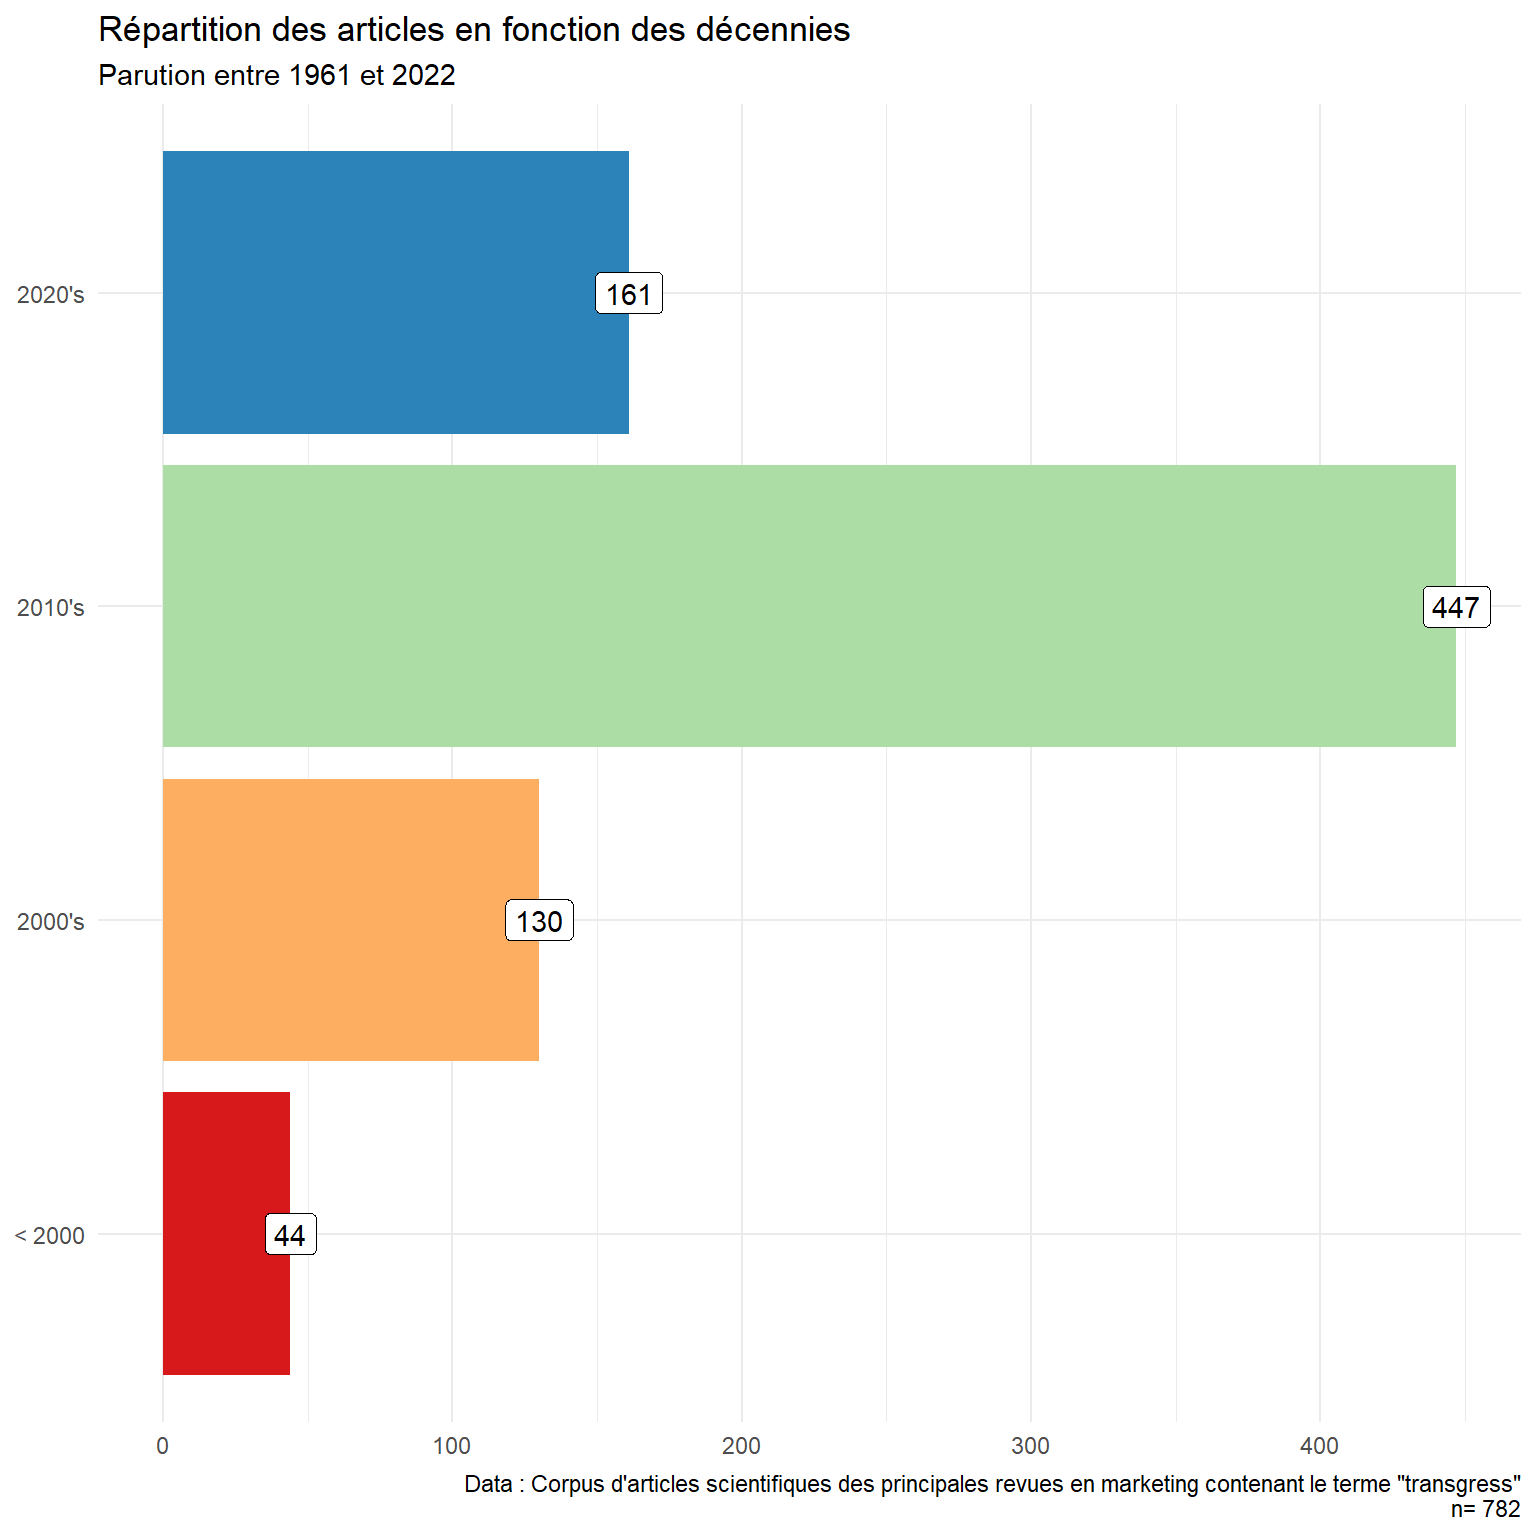 Répartition des articles en fonction des décennies
Parution entre 1961 et 2022
2020's
161
2010's
447
2000's
130
< 2000
44
0 100 200 300 400
Data : Corpus d'articles scientifiques des principales revues en marketing contenant le terme "transgress"
n= 782